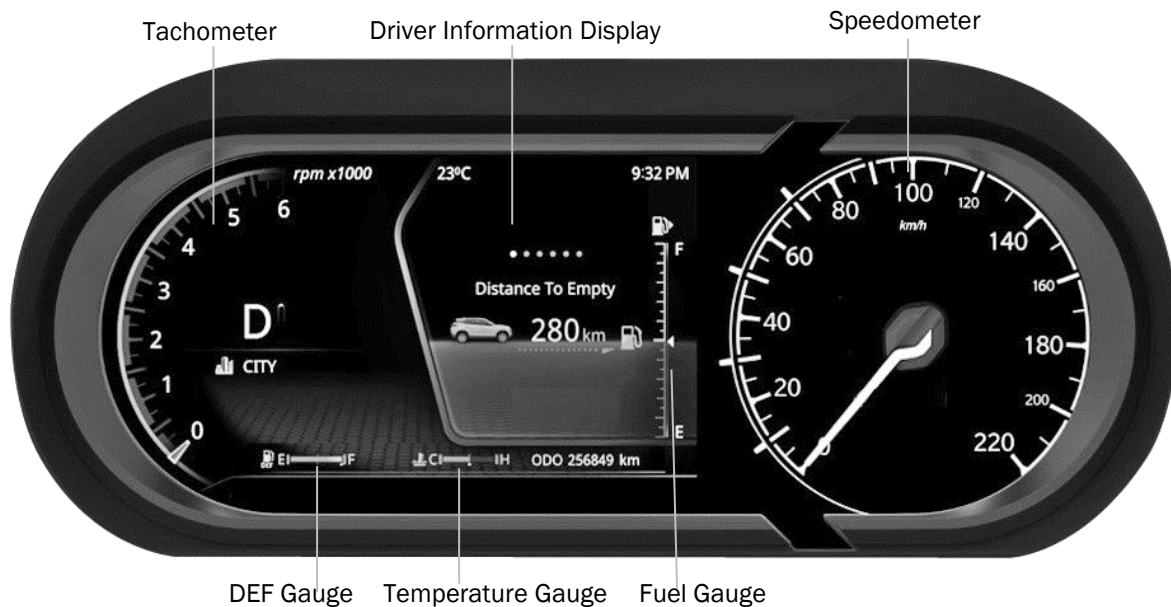 Tachometer
Driver Information Display
Speedometer
rpm x1000
23ºC
9:32 PM
0
1
2
3
4
5
6
D
CITY
Distance To Empty
280 km
F
E
E F
C H
ODO 256849 km
0
20
40
60
80
100
120
140
160
180
200
220
km/h
DEF Gauge
Temperature Gauge
Fuel Gauge